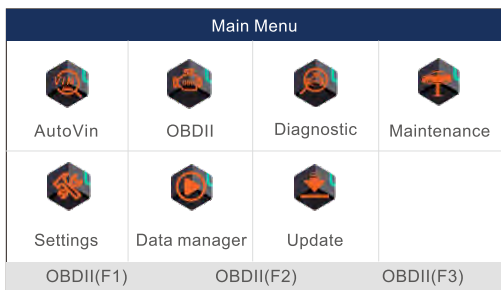 Main Menu
AutoVin OBDII Diagnostic Maintenance
Settings Data manager Update
OBDII(F1) OBDII(F2) OBDII(F3)